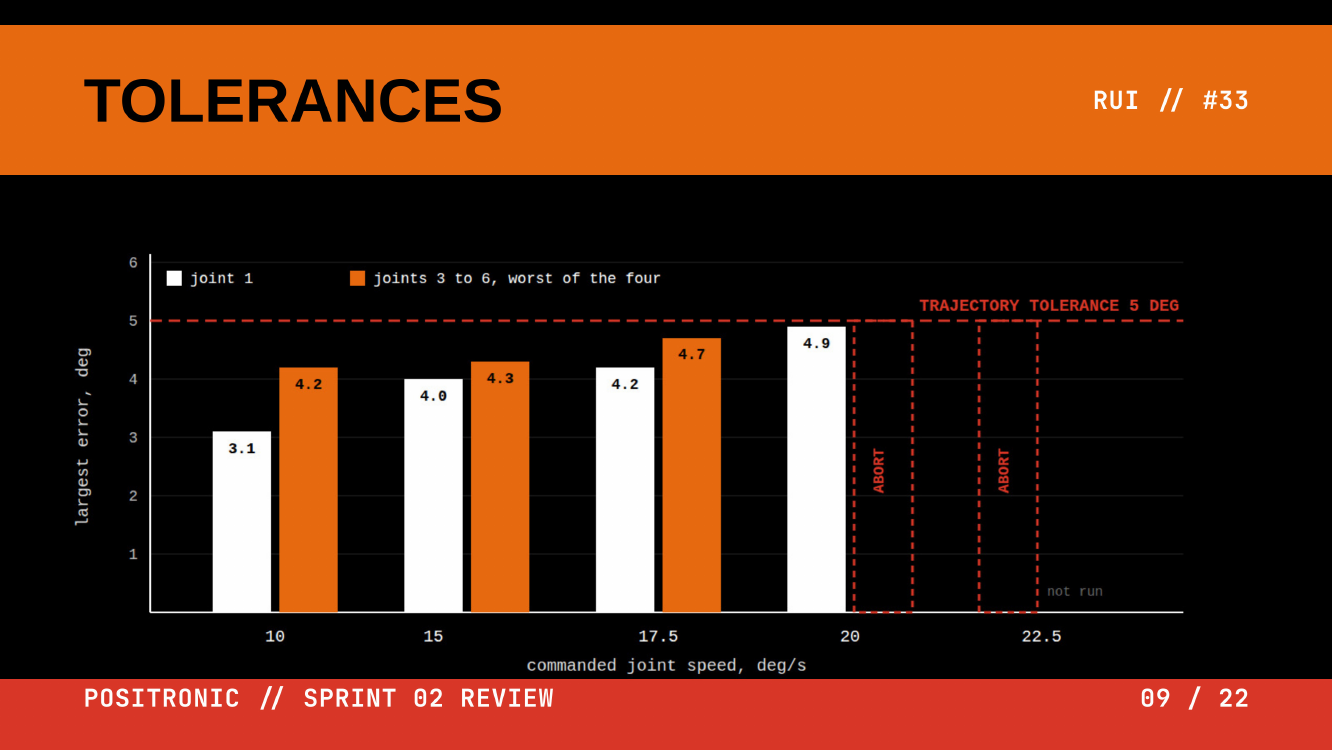 TOLERANCES
RUI // #33
6
joint 1
joints 3 to 6, worst of the four
TRAJECTORY TOLERANCE 5 DEG
5
4
3
2
1
largest error, deg
3.1
4.2
4.0
4.3
4.2
4.7
4.9
ABORT
ABORT
not run
10
15
17.5
20
22.5
commanded joint speed, deg/s
POSITRONIC // SPRINT 02 REVIEW
09 / 22